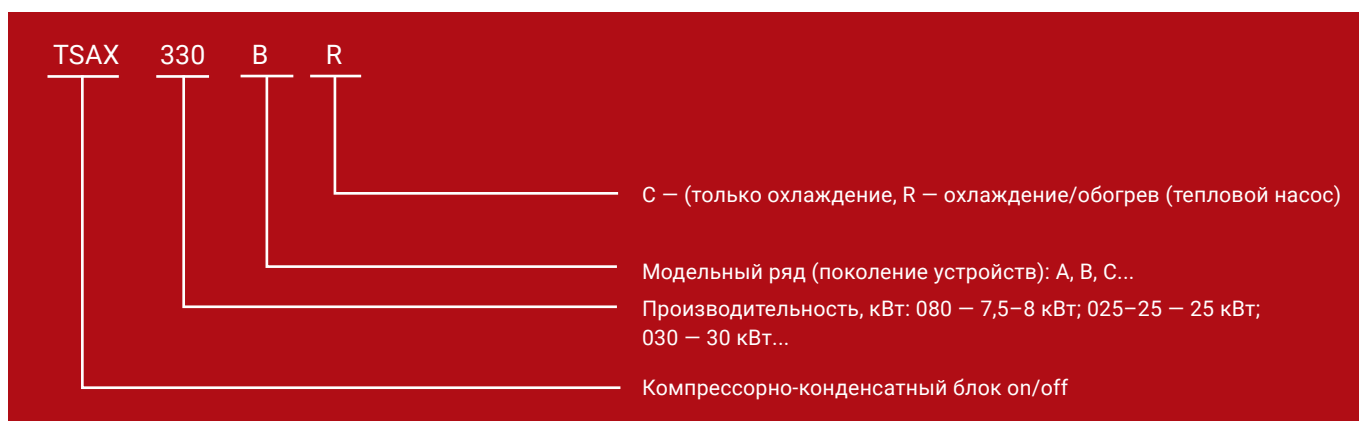 TSAX 330 B R
C — (только охлаждение, R — охлаждение/обогрев (тепловой насос)
Модельный ряд (поколение устройств): A, B, C...
Производительность, кВт: 080 — 7,5–8 кВт; 025–25 — 25 кВт;
030 — 30 кВт...
Компрессорно-конденсатный блок on/off